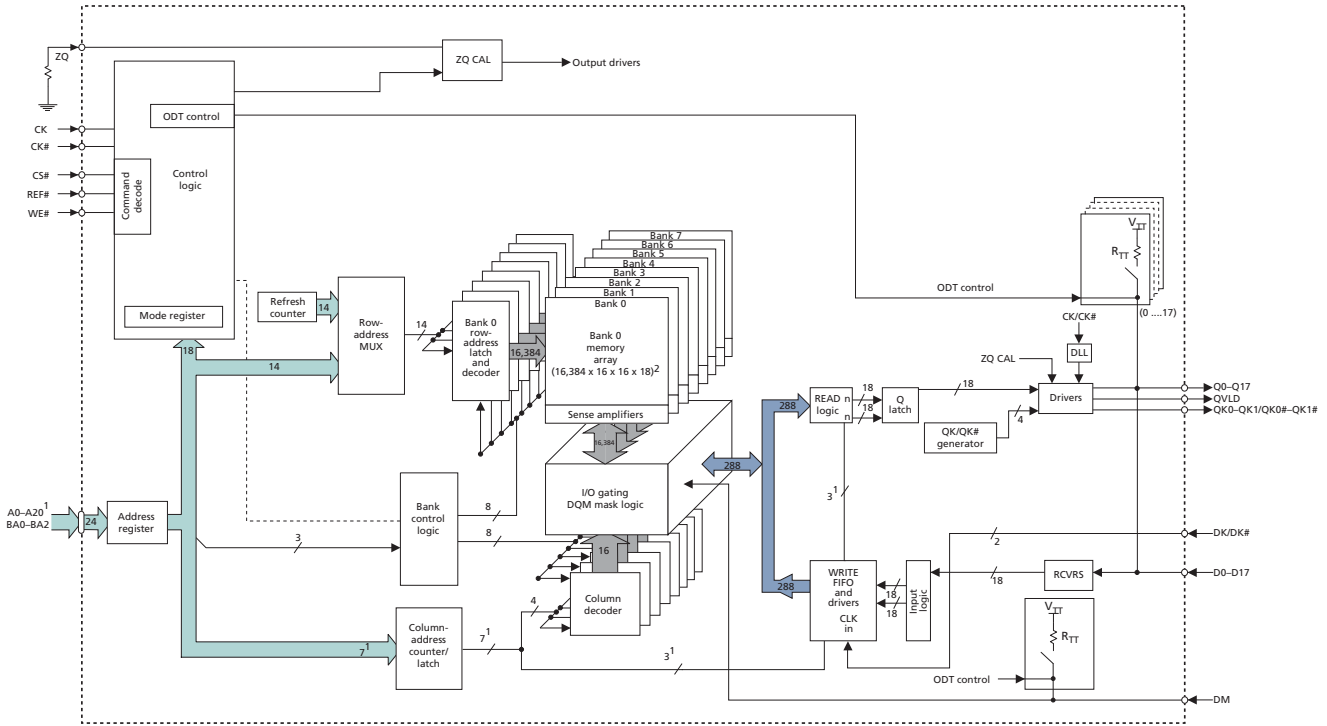 ZQ
ZQ CAL
Output drivers
ODT control
CK
CK#
CS#
REF#
WE#
Command
decode
Control
logic
Mode register
18
Refresh
counter
14
14
Row-
address
MUX
14
Bank 0
row-
address
latch
and
decoder
16,384
Bank 7
Bank 6
Bank 5
Bank 4
Bank 3
Bank 2
Bank 1
Bank 0
Bank 0
memory
array
(16,384 x 16 x 16 x 18)²
Sense amplifiers
16,384
I/O gating
DQM mask logic
16
Column
decoder
A0–A20¹
BA0–BA2
24
Address
register
3
Bank
control
logic
8
8
7¹
Column-
address
counter/
latch
7¹
4
3¹
288
288
288
READ
logic
n
n
18
18
Q
latch
18
QK/QK#
generator
4
ZQ CAL
CK/CK#
DLL
Drivers
ODT control
VTT
RTT
(0 ....17)
Q0–Q17
QVLD
QK0–QK1/QK0#–QK1#
3¹
2
DK/DK#
WRITE
FIFO
and
drivers
CLK
in
18
18
Input
logic
18
RCVRS
D0–D17
VTT
RTT
ODT control
DM